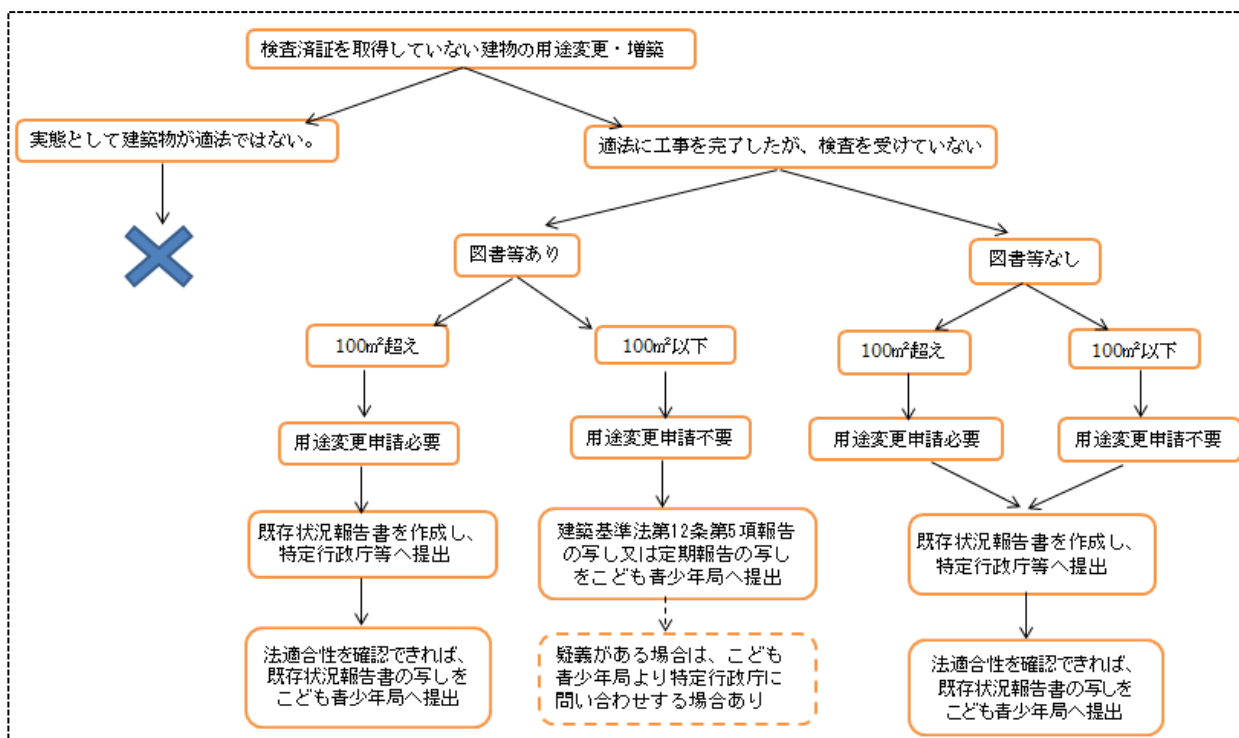 検査済証を取得していない建物の用途変更・増築
実態として建築物が適法ではない。
適法に工事を完了したが、検査を受けていない
図書等あり
図書等なし
100㎡超え
100㎡以下
100㎡超え
100㎡以下
用途変更申請必要
用途変更申請不要
用途変更申請必要
用途変更申請不要
既存状況報告書を作成し、
特定行政庁等へ提出
建築基準法第12条第5項報告
の写し又は定期報告の写し
をこども青少年局へ提出
既存状況報告書を作成し、
特定行政庁等へ提出
法適合性を確認できれば、
既存状況報告書の写しを
こども青少年局へ提出
疑義がある場合は、こども
青少年局より特定行政庁に
問い合わせする場合あり
法適合性を確認できれば、
既存状況報告書の写しを
こども青少年局へ提出